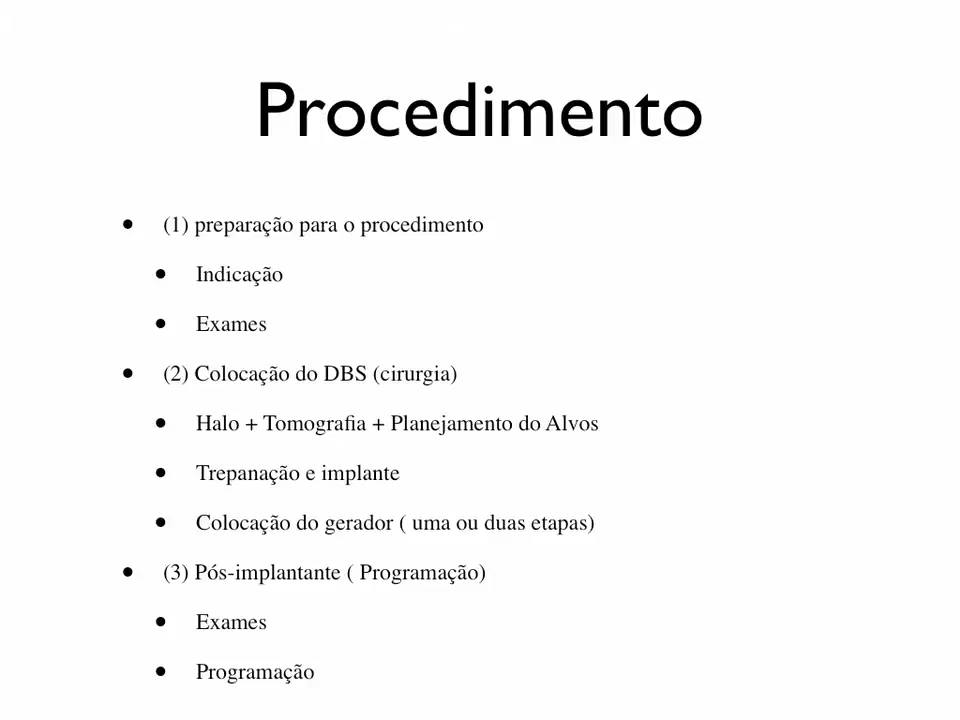 Procedimento
• (1) preparação para o procedimento
• Indicação
• Exames
• (2) Colocação do DBS (cirurgia)
• Halo + Tomografia + Planejamento do Alvos
• Trepanação e implante
• Colocação do gerador ( uma ou duas etapas)
• (3) Pós-implantante ( Programação)
• Exames
• Programação